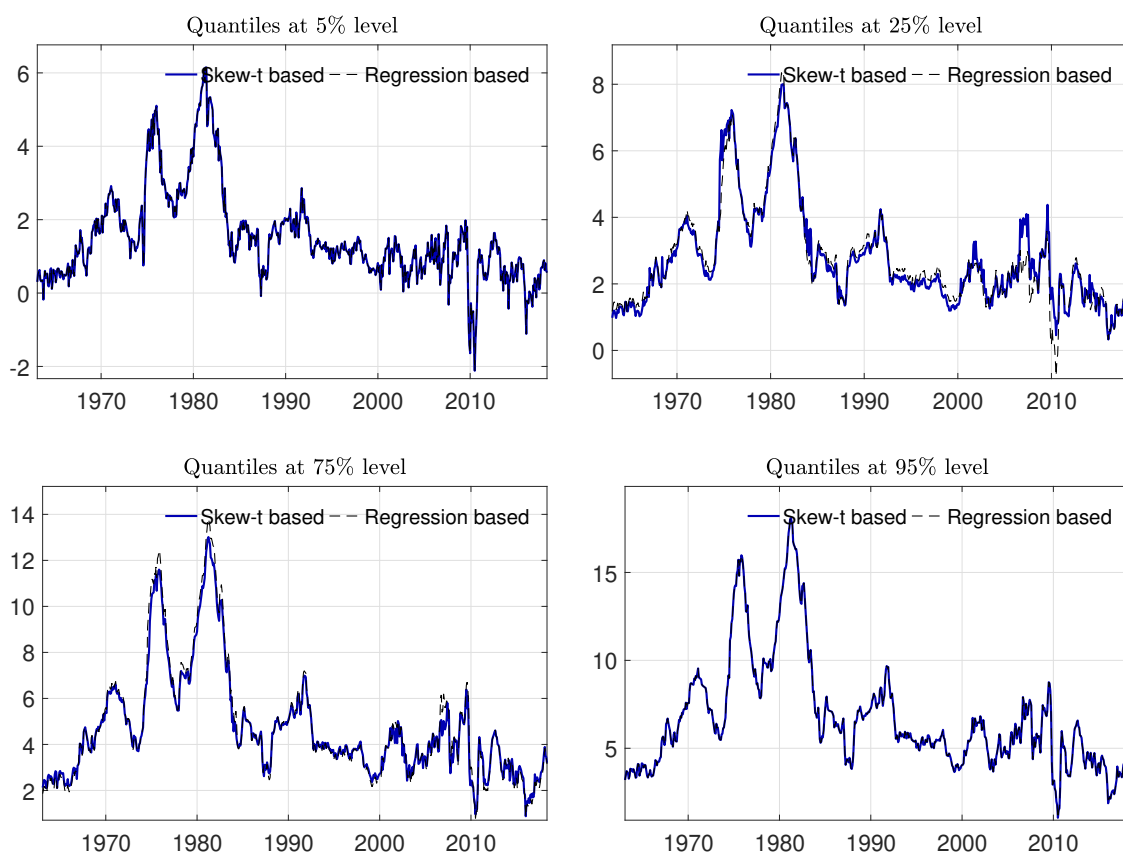 Quantiles at 5% level
Skew-t based Regression based
6
4
2
0
-2
1970 1980 1990 2000 2010
Quantiles at 25% level
Skew-t based Regression based
8
6
4
2
0
1970 1980 1990 2000 2010
Quantiles at 75% level
Skew-t based Regression based
14
12
10
8
6
4
2
1970 1980 1990 2000 2010
Quantiles at 95% level
Skew-t based Regression based
15
10
5
1970 1980 1990 2000 2010